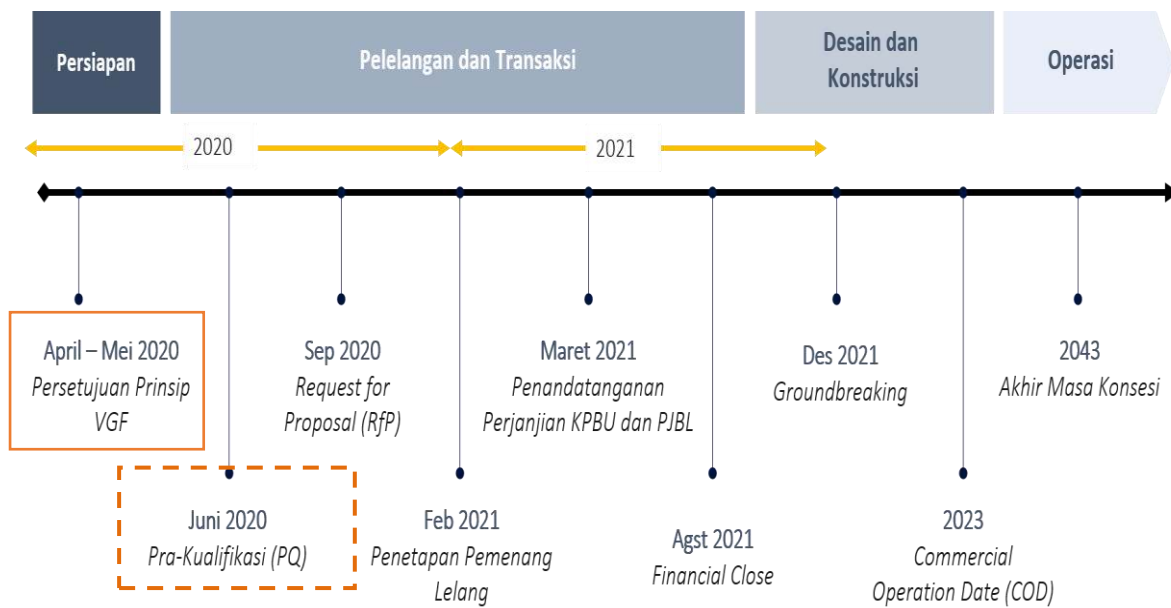 Persiapan
Pelelangan dan Transaksi
Desain dan
Konstruksi
Operasi
2020
2021
April – Mei 2020
Persetujuan Prinsip
VGF
Sep 2020
Request for
Proposal (RfP)
Maret 2021
Penandatanganan
Perjanjian KPBU dan PJBL
Des 2021
Groundbreaking
2043
Akhir Masa Konsesi
Juni 2020
Pra-Kualifikasi (PQ)
Feb 2021
Penetapan Pemenang
Lelang
Agst 2021
Financial Close
2023
Commercial
Operation Date (COD)